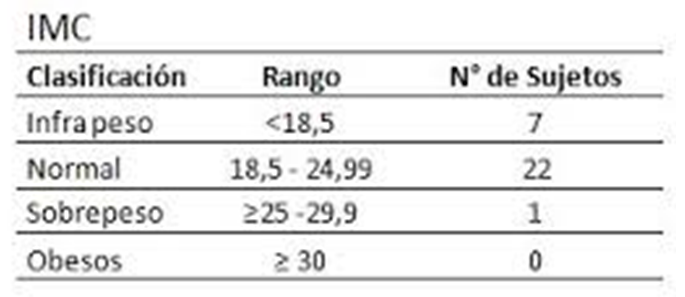 IMC
Clasificación Rango N° de Sujetos
Infra peso <18,5 7
Normal 18,5 - 24,99 22
Sobrepeso ≥25 -29,9 1
Obesos ≥ 30 0